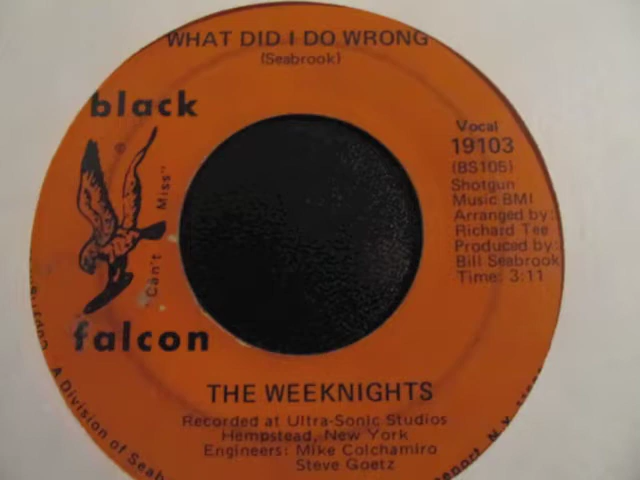 WHAT DID I DO WRONG
(Seabrook)
black
falcon
"Can't Miss"
Vocal
19103
(BS105)
Shotgun
Music BMI
Arranged by:
Richard Tee
Produced by:
Bill Seabrook
Time: 3:11
THE WEEKNIGHTS
Recorded at Ultra-Sonic Studios
Hempstead, New York
Engineers: Mike Colchamiro
Steve Goetz
A Division of Seab
N.Y.